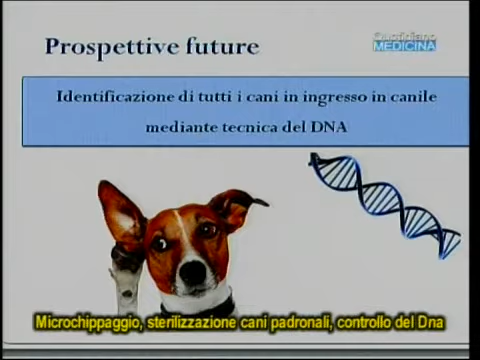 Prospettive future
Quotidiano
MEDICINA
Identificazione di tutti i cani in ingresso in canile
mediante tecnica del DNA
Microchippaggio, sterilizzazione cani padronali, controllo del Dna